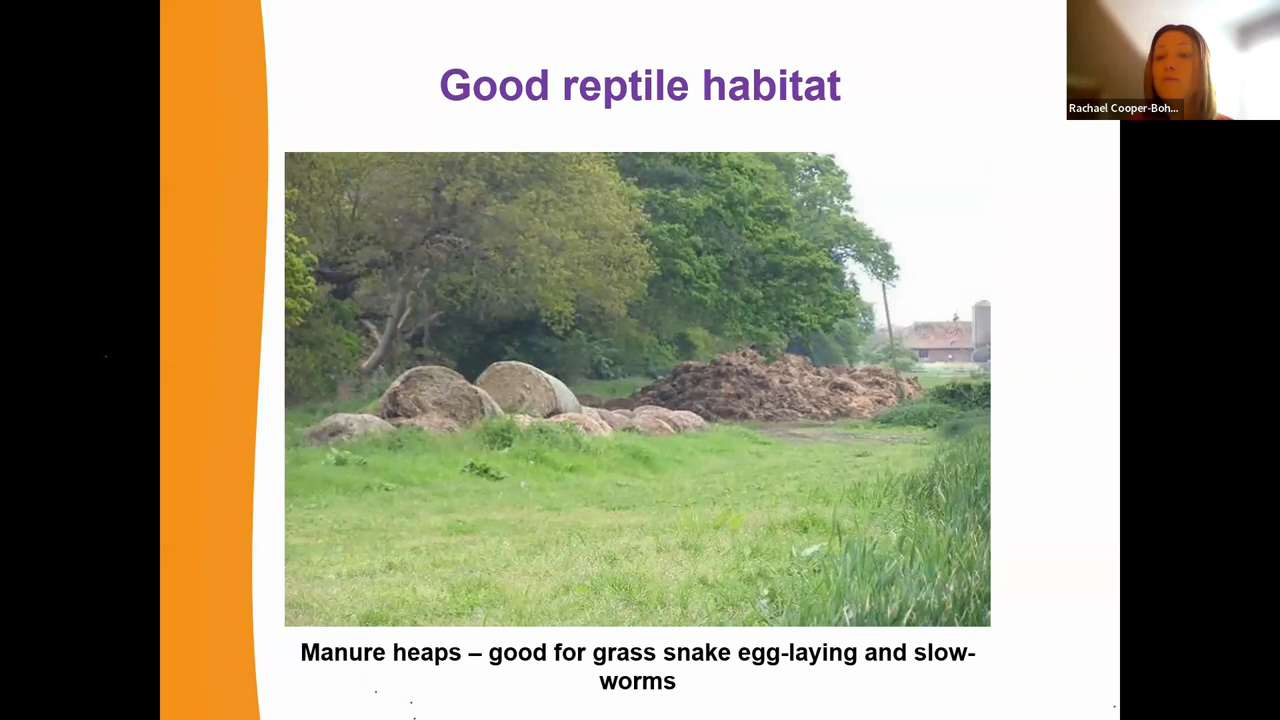 Good reptile habitat
Rachael Cooper-Boh...
Manure heaps – good for grass snake egg-laying and slow-
worms